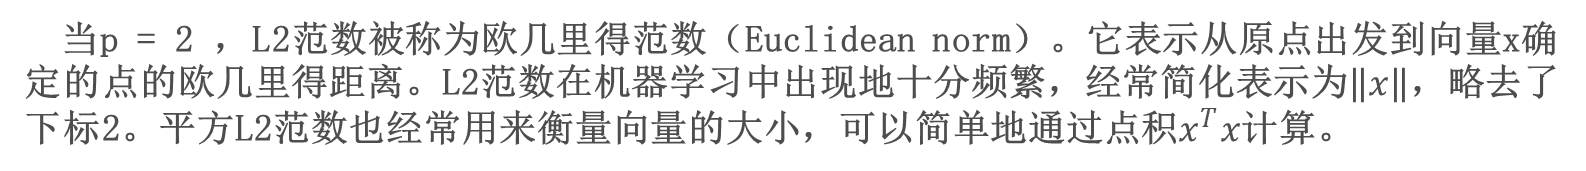 当p = 2 ，L2范数被称为欧几里得范数（Euclidean norm）。它表示从原点出发到向量x确
定的点的欧几里得距离。L2范数在机器学习中出现地十分频繁，经常简化表示为‖x‖，略去了
下标2。平方L2范数也经常用来衡量向量的大小，可以简单地通过点积xᵀx计算。